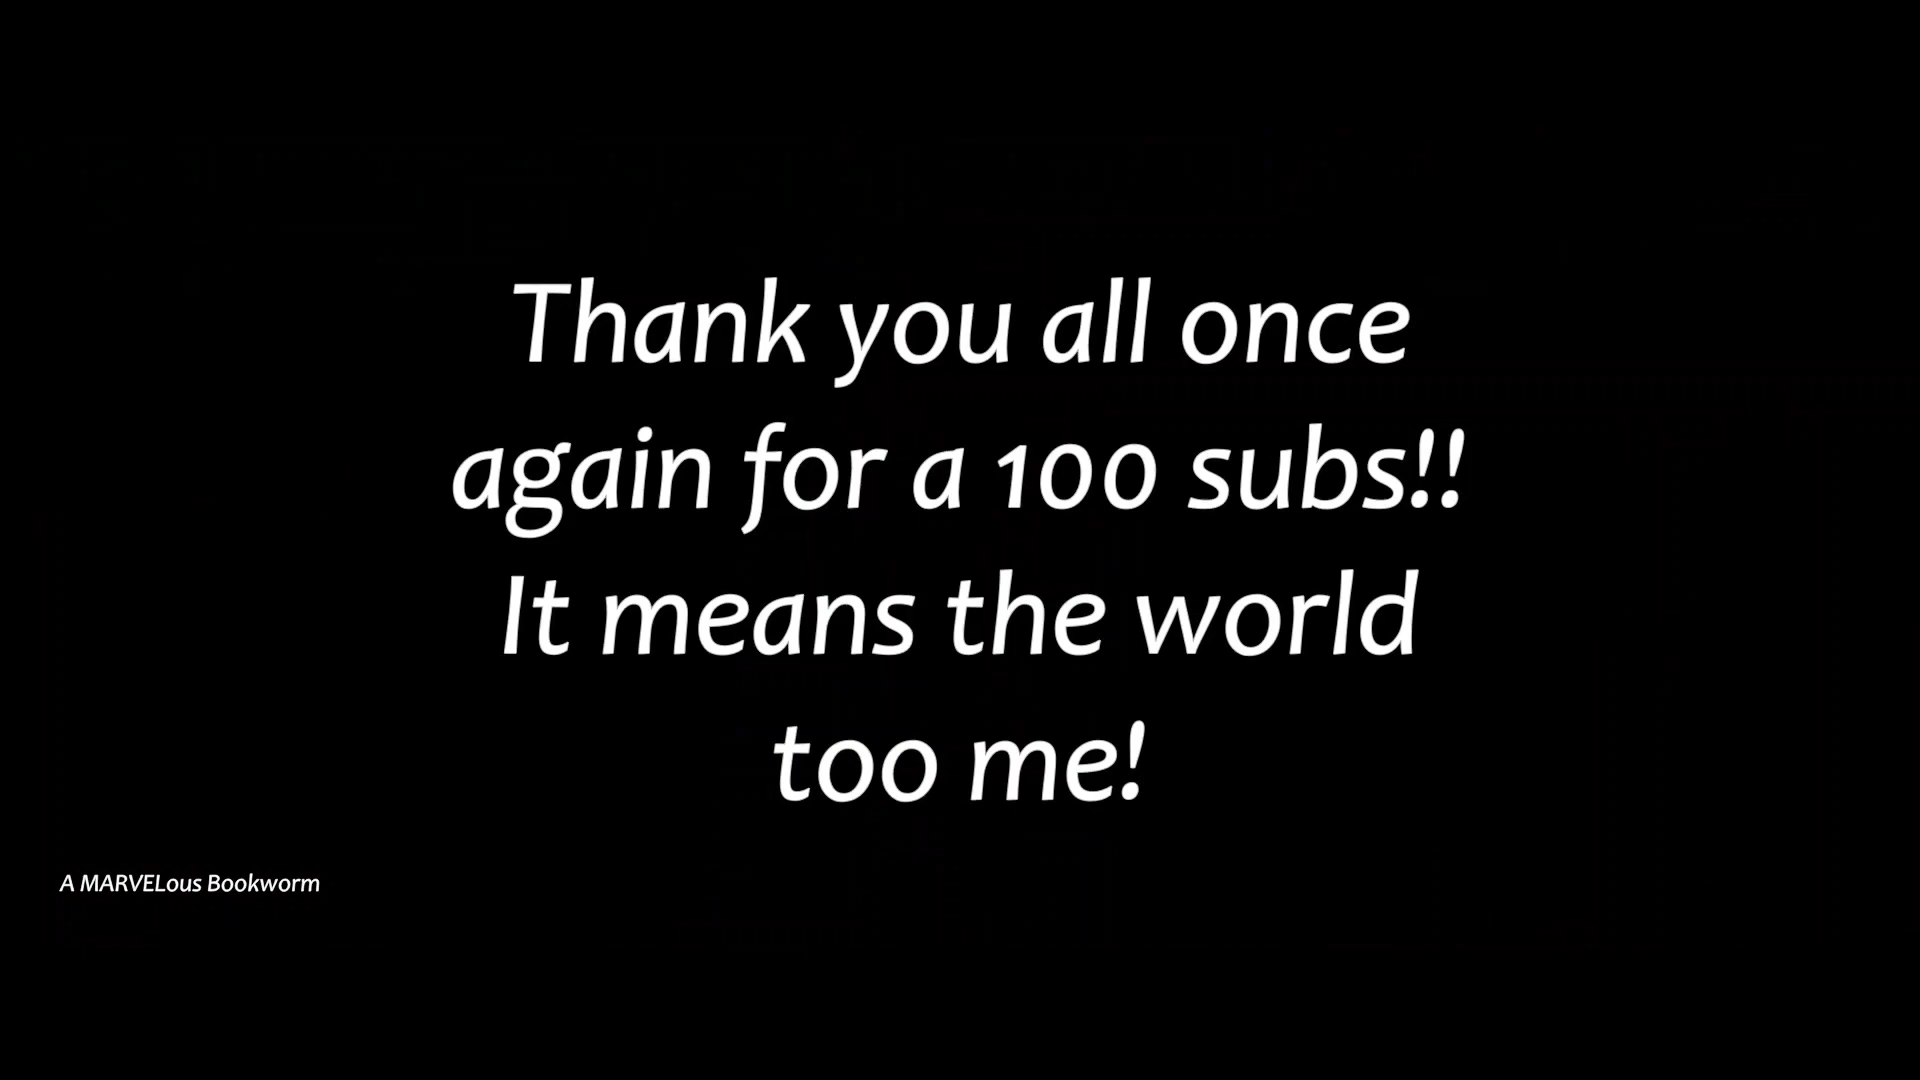 Thank you all once
again for a 100 subs!!
It means the world
too me!
A MARVELous Bookworm